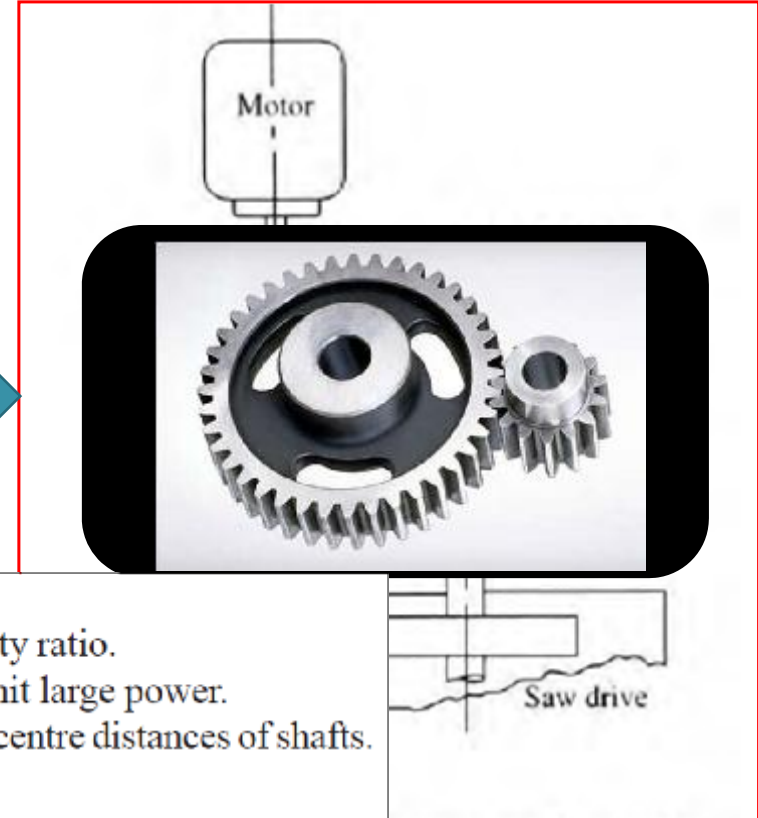 Motor
ty ratio.
nit large power.
centre distances of shafts.
Saw drive